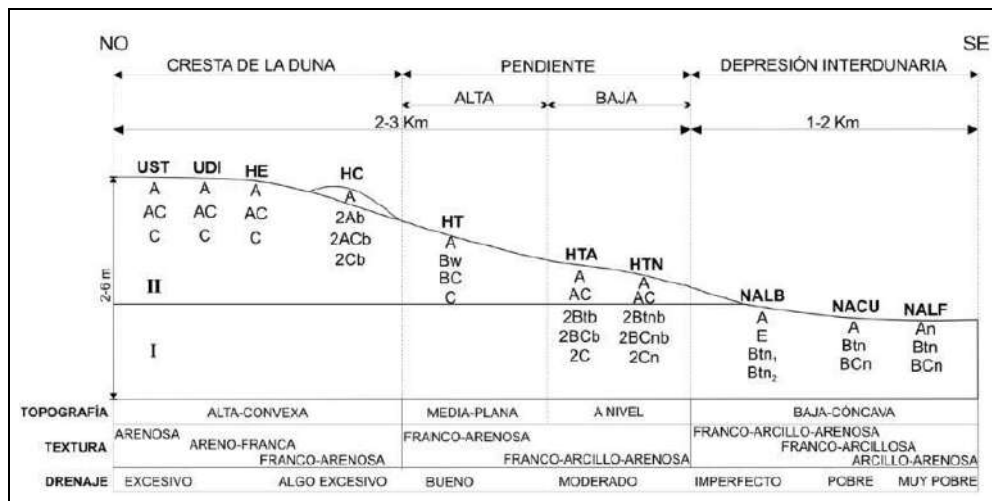 NO SE
CRESTA DE LA DUNA PENDIENTE DEPRESIÓN INTERDUNARIA
ALTA BAJA
2-3 Km 1-2 Km
UST UDI HE HC
A A A A
AC AC AC 2Ab
C C C 2ACb
2Cb
HT
A
Bw
BC
C
HTA HTN
A A
AC AC
2Btb 2Btnb
2BCb 2BCnb
2C 2Cn
NALB NACU NALF
A A An
E Btn Btn
Btn₁ BCn BCn
Btn₂
2-6 m
II
I
TOPOGRAFÍA ALTA-CONVEXA MEDIA-PLANA A NIVEL BAJA-CÓNCAVA
TEXTURA
ARENOSA
ARENO-FRANCA
FRANCO-ARENOSA
FRANCO-ARENOSA
FRANCO-ARCILLO-ARENOSA
FRANCO-ARCILLO-ARENOSA
FRANCO-ARCILLOSA
ARCILLO-ARENOSA
DRENAJE EXCESIVO ALGO EXCESIVO BUENO MODERADO IMPERFECTO POBRE MUY POBRE